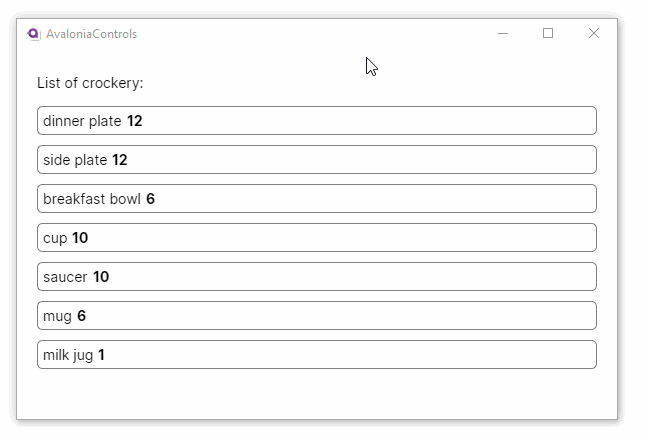 AvaloniaControls
List of crockery:
dinner plate 12
side plate 12
breakfast bowl 6
cup 10
saucer 10
mug 6
milk jug 1